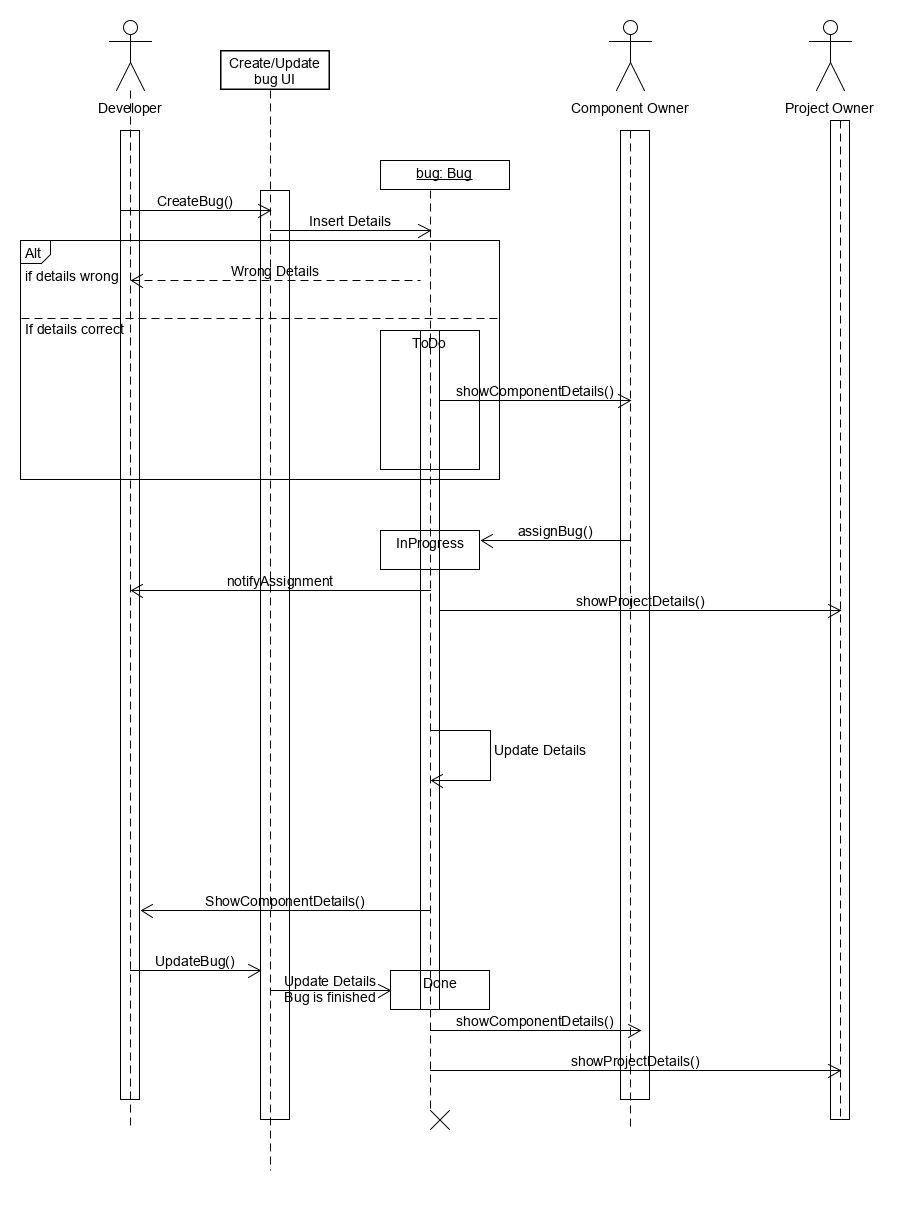 Create/Update
bug UI
Developer
Component Owner
Project Owner
bug: Bug
CreateBug()
Insert Details
Alt
if details wrong
Wrong Details
If details correct
ToDo
showComponentDetails()
assignBug()
InProgress
notifyAssignment
showProjectDetails()
Update Details
ShowComponentDetails()
UpdateBug()
Update Details
Bug is finished
Done
showComponentDetails()
showProjectDetails()